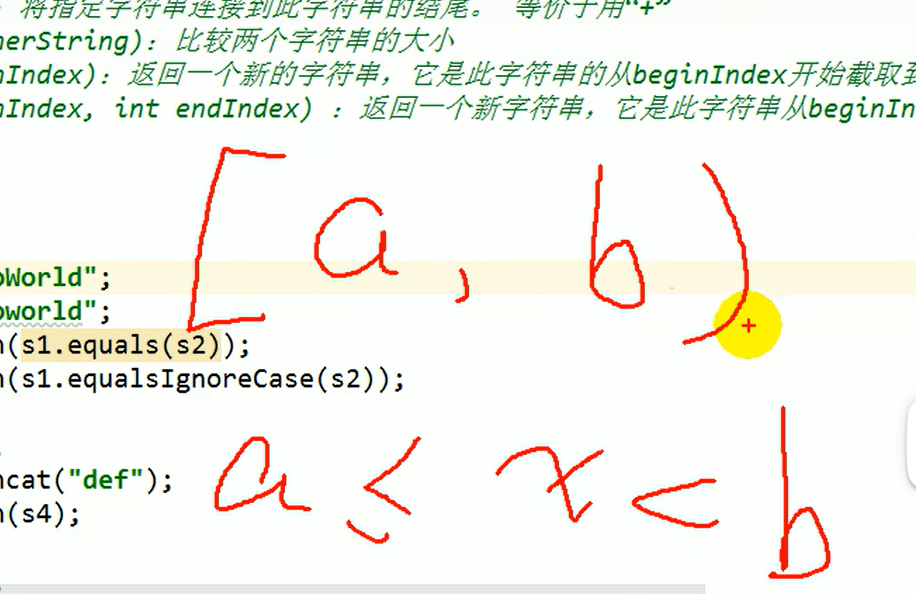 将指定字符串连接到此字符串的结尾。 等价于用“+”
nerString): 比较两个字符串的大小
nIndex): 返回一个新的字符串，它是此字符串的从beginIndex开始截取到
nIndex, int endIndex) : 返回一个新字符串，它是此字符串从beginIn
[a, b)
oWorld";
oworld";
n(s1.equals(s2));
n(s1.equalsIgnoreCase(s2));
a ≤ x < b
ncat("def");
n(s4);